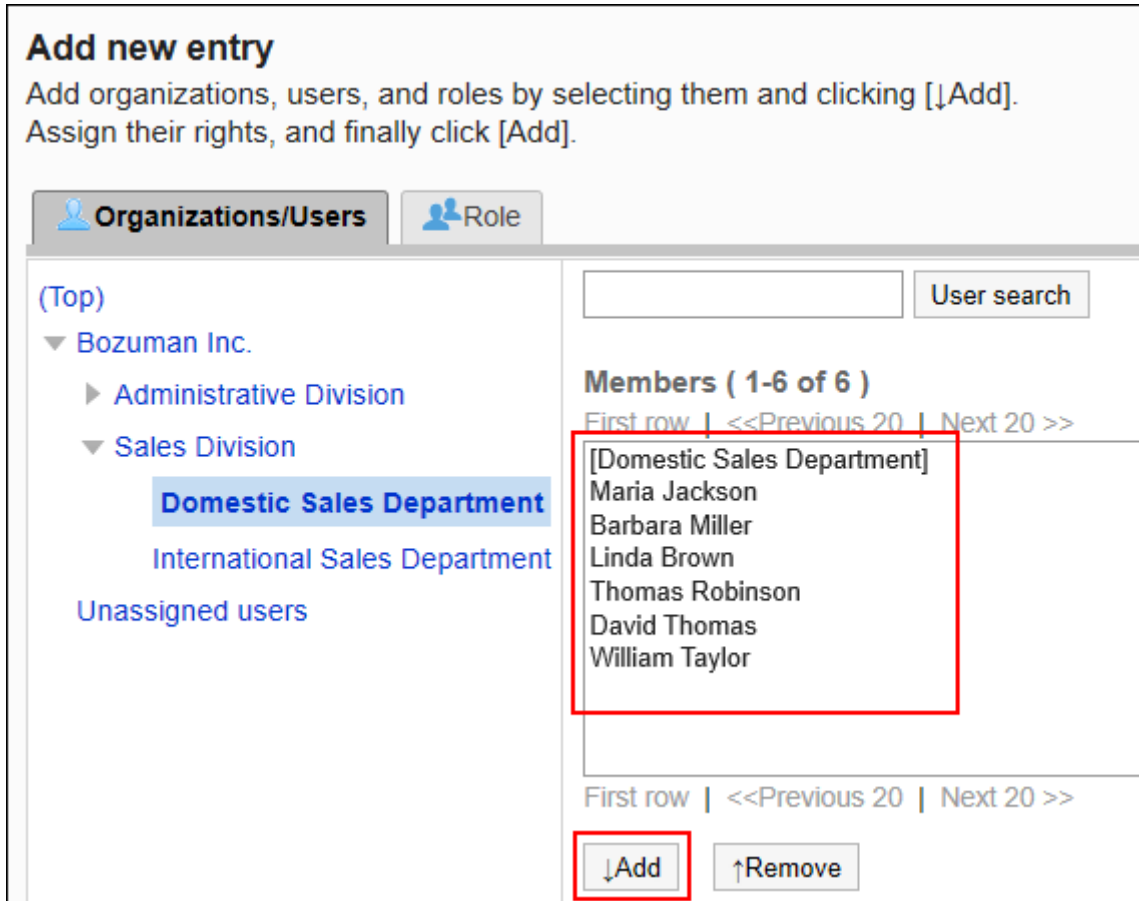 Add new entry
Add organizations, users, and roles by selecting them and clicking [↓Add].
Assign their rights, and finally click [Add].
Organizations/Users
Role
(Top)
Bozuman Inc.
Administrative Division
Sales Division
Domestic Sales Department
International Sales Department
Unassigned users
User search
Members ( 1-6 of 6 )
First row | <<Previous 20 | Next 20 >>
[Domestic Sales Department]
Maria Jackson
Barbara Miller
Linda Brown
Thomas Robinson
David Thomas
William Taylor
First row | <<Previous 20 | Next 20 >>
↓Add
↑Remove